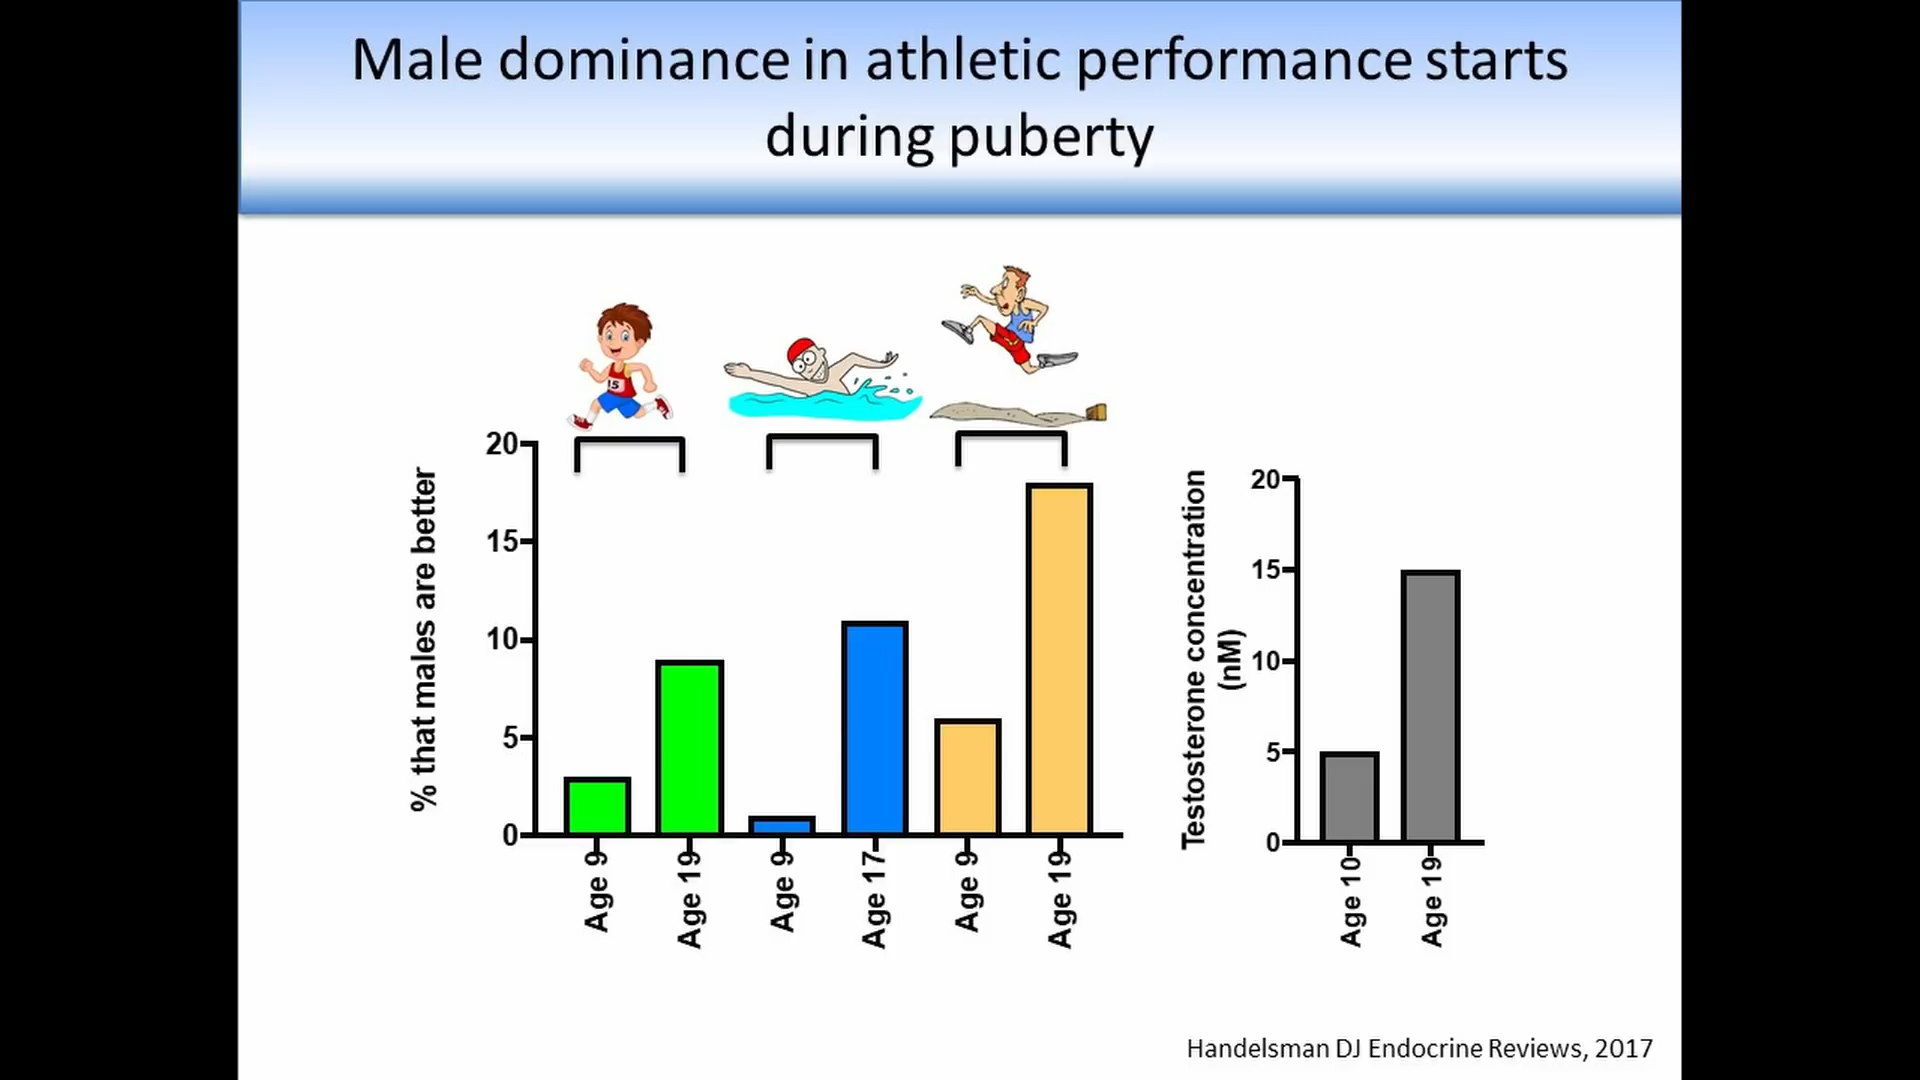 Male dominance in athletic performance starts
during puberty
15
% that males are better
20
15
10
5
0
Age 9
Age 19
Age 9
Age 17
Age 9
Age 19
Testosterone concentration
(nM)
20
15
10
5
0
Age 10
Age 19
Handelsman DJ Endocrine Reviews, 2017